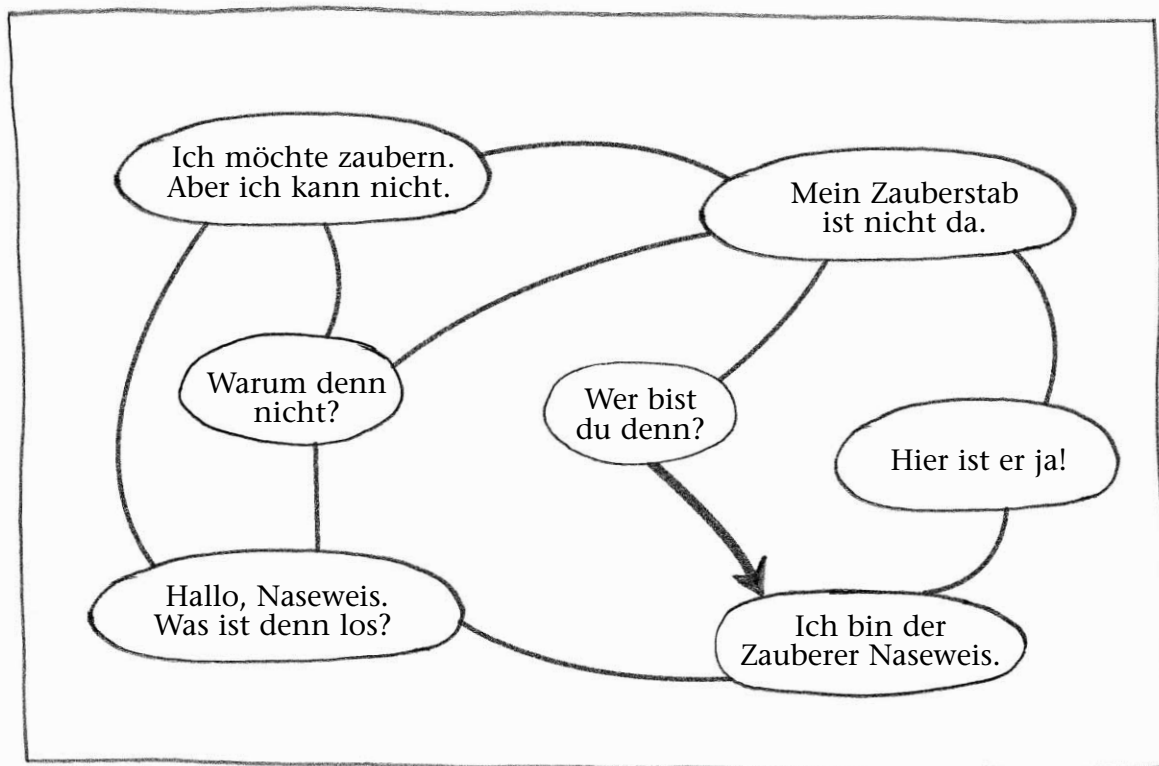 Ich möchte zaubern.
Aber ich kann nicht.
Mein Zauberstab
ist nicht da.
Warum denn
nicht?
Wer bist
du denn?
Hier ist er ja!
Hallo, Naseweis.
Was ist denn los?
Ich bin der
Zauberer Naseweis.